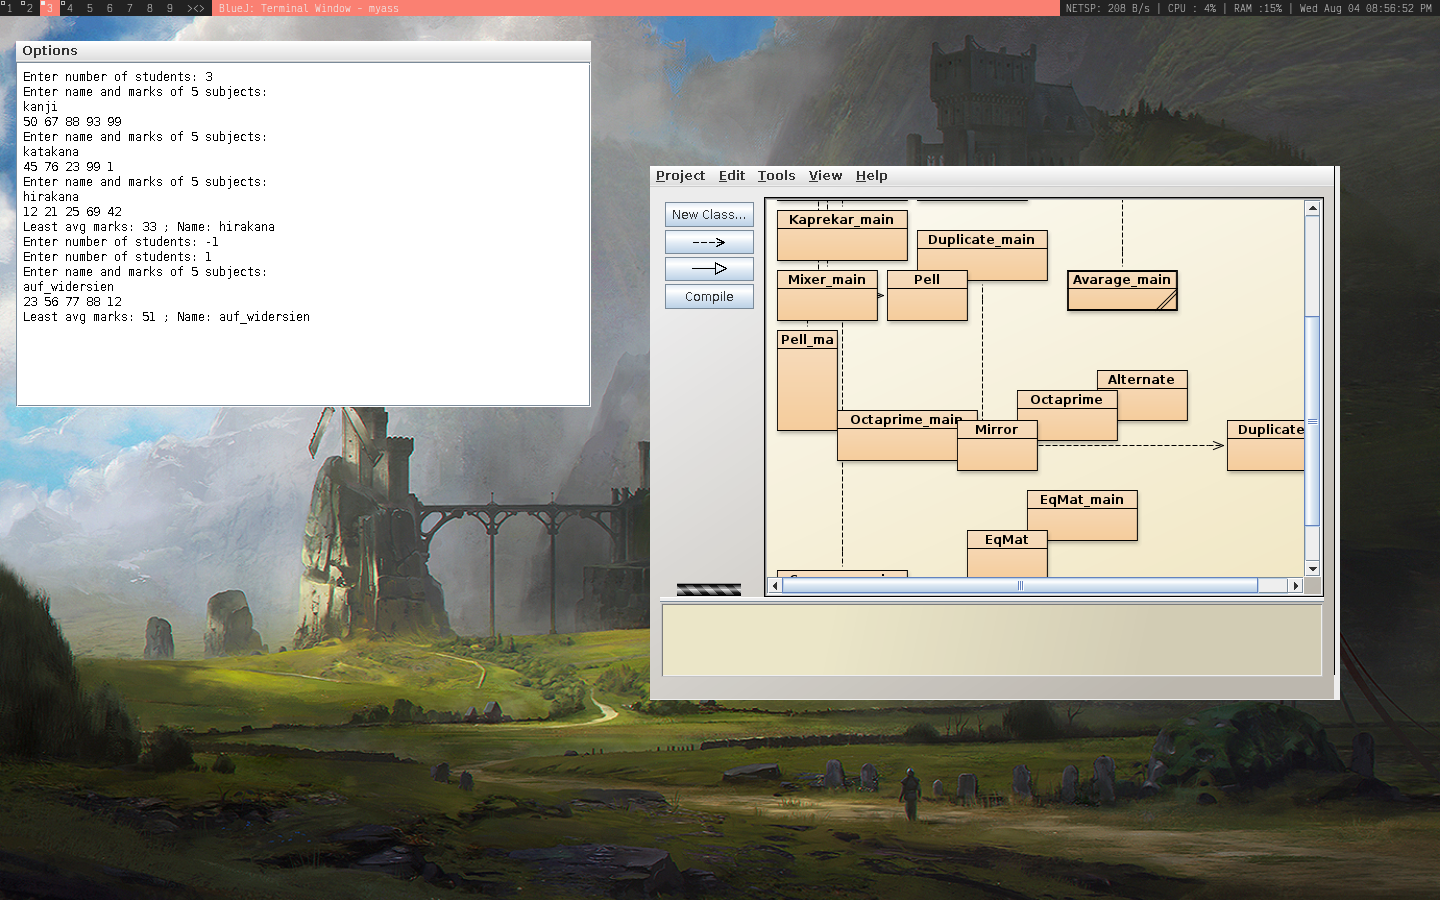 1 2 3 4 5 6 7 8 9 ><> BlueJ: Terminal Window - myass NETSP: 208 B/s | CPU : 4% | RAM :15% | Wed Aug 04 08:56:52 PM
Options
Enter number of students: 3
Enter name and marks of 5 subjects:
kanji
50 67 88 93 99
Enter name and marks of 5 subjects:
katakana
45 76 23 99 1
Enter name and marks of 5 subjects:
hirakana
12 21 25 69 42
Least avg marks: 33 ; Name: hirakana
Enter number of students: -1
Enter number of students: 1
Enter name and marks of 5 subjects:
auf_widersien
23 56 77 88 12
Least avg marks: 51 ; Name: auf_widersien
Project Edit Tools View Help
New Class...
Compile
Kaprekar_main
Duplicate_main
Mixer_main
Pell
Avarage_main
Pell_ma
Alternate
Octaprime
Octaprime_main
Mirror
Duplicate
EqMat_main
EqMat